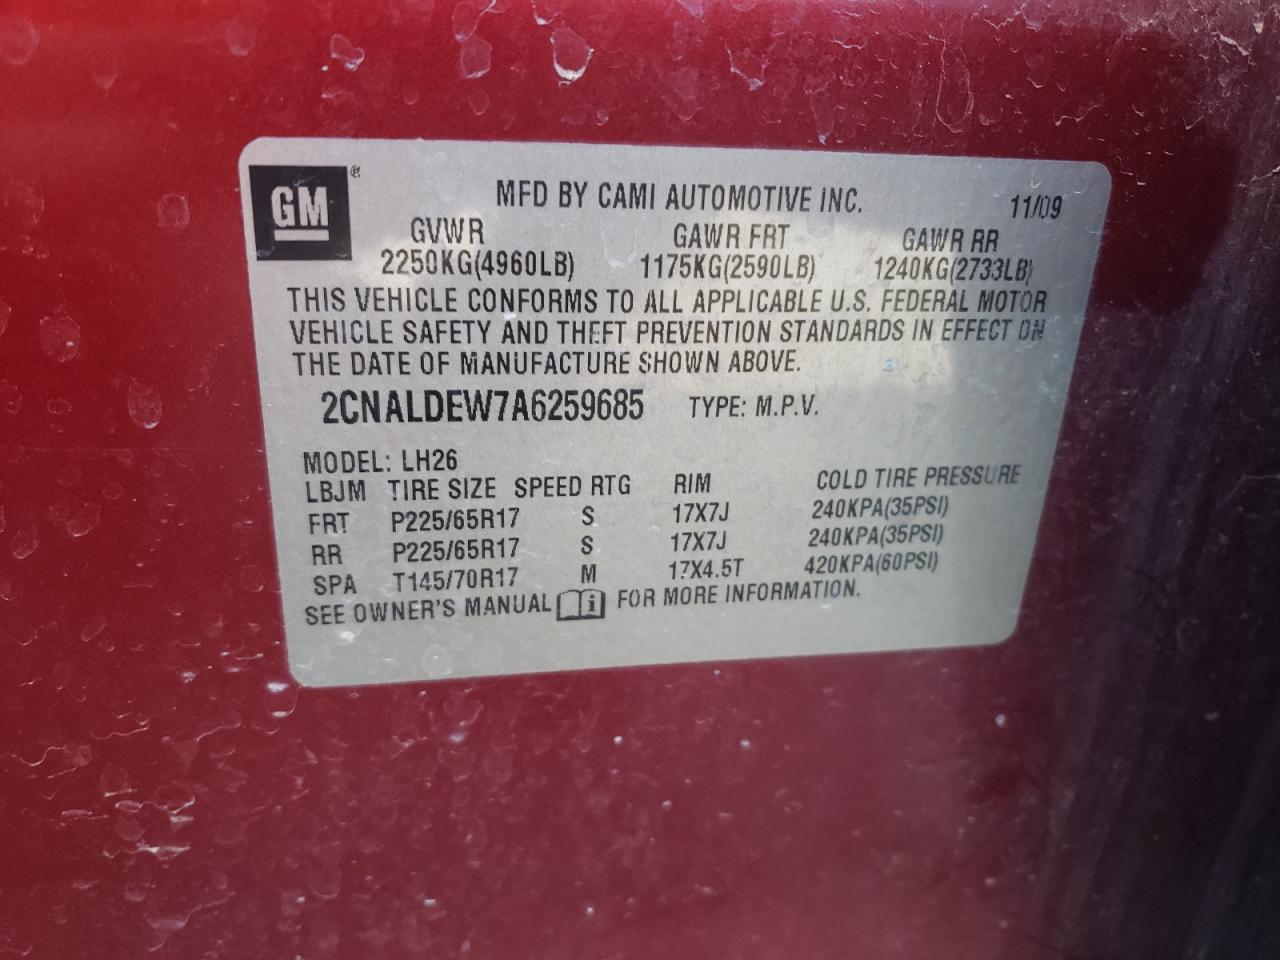 GM ®
MFD BY CAMI AUTOMOTIVE INC. 11/09
GVWR GAWR FRT GAWR RR
2250KG(4960LB) 1175KG(2590LB) 1240KG(2733LB)
THIS VEHICLE CONFORMS TO ALL APPLICABLE U.S. FEDERAL MOTOR
VEHICLE SAFETY AND THEFT PREVENTION STANDARDS IN EFFECT ON
THE DATE OF MANUFACTURE SHOWN ABOVE.
2CNALDEW7A6259685 TYPE: M.P.V.
MODEL: LH26
LBJM TIRE SIZE SPEED RTG RIM COLD TIRE PRESSURE
FRT P225/65R17 S 17X7J 240KPA(35PSI)
RR P225/65R17 S 17X7J 240KPA(35PSI)
SPA T145/70R17 M 17X4.5T 420KPA(60PSI)
SEE OWNER'S MANUAL i FOR MORE INFORMATION.